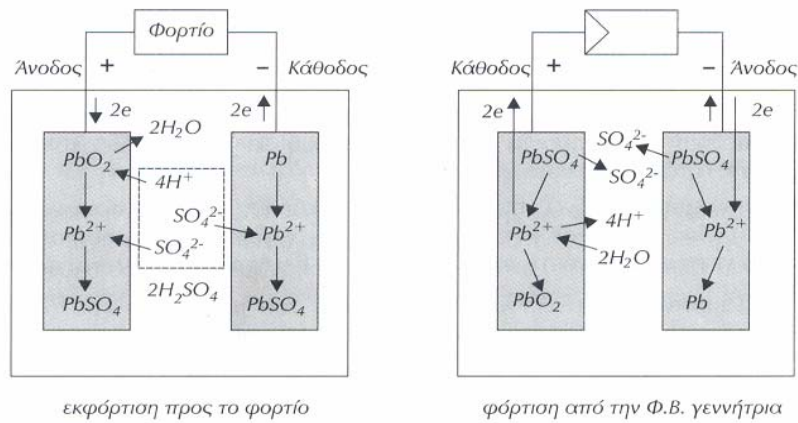 Φορτίο
Άνοδος + − Κάθοδος
2e 2e
2H₂O
PbO₂ Pb
4H⁺
SO₄²⁻
Pb²⁺ Pb²⁺
SO₄²⁻
PbSO₄ 2H₂SO₄ PbSO₄
εκφόρτιση προς το φορτίο
Κάθοδος + − Άνοδος
2e 2e
SO₄²⁻
PbSO₄ PbSO₄
SO₄²⁻
Pb²⁺ 4H⁺ Pb²⁺
2H₂O
PbO₂ Pb
φόρτιση από την Φ.Β. γεννήτρια